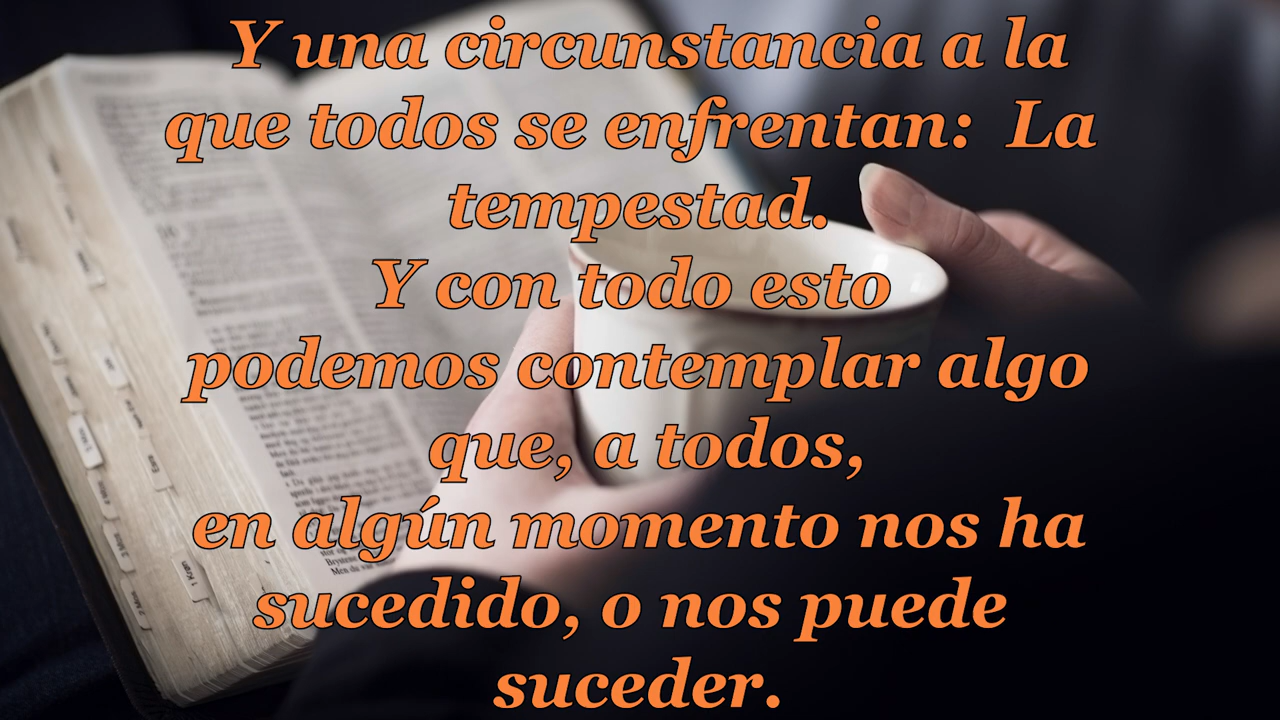 Y una circunstancia a la
que todos se enfrentan:  La
tempestad.
Y con todo esto
podemos contemplar algo
que, a todos,
en algún momento nos ha
sucedido, o nos puede
suceder.